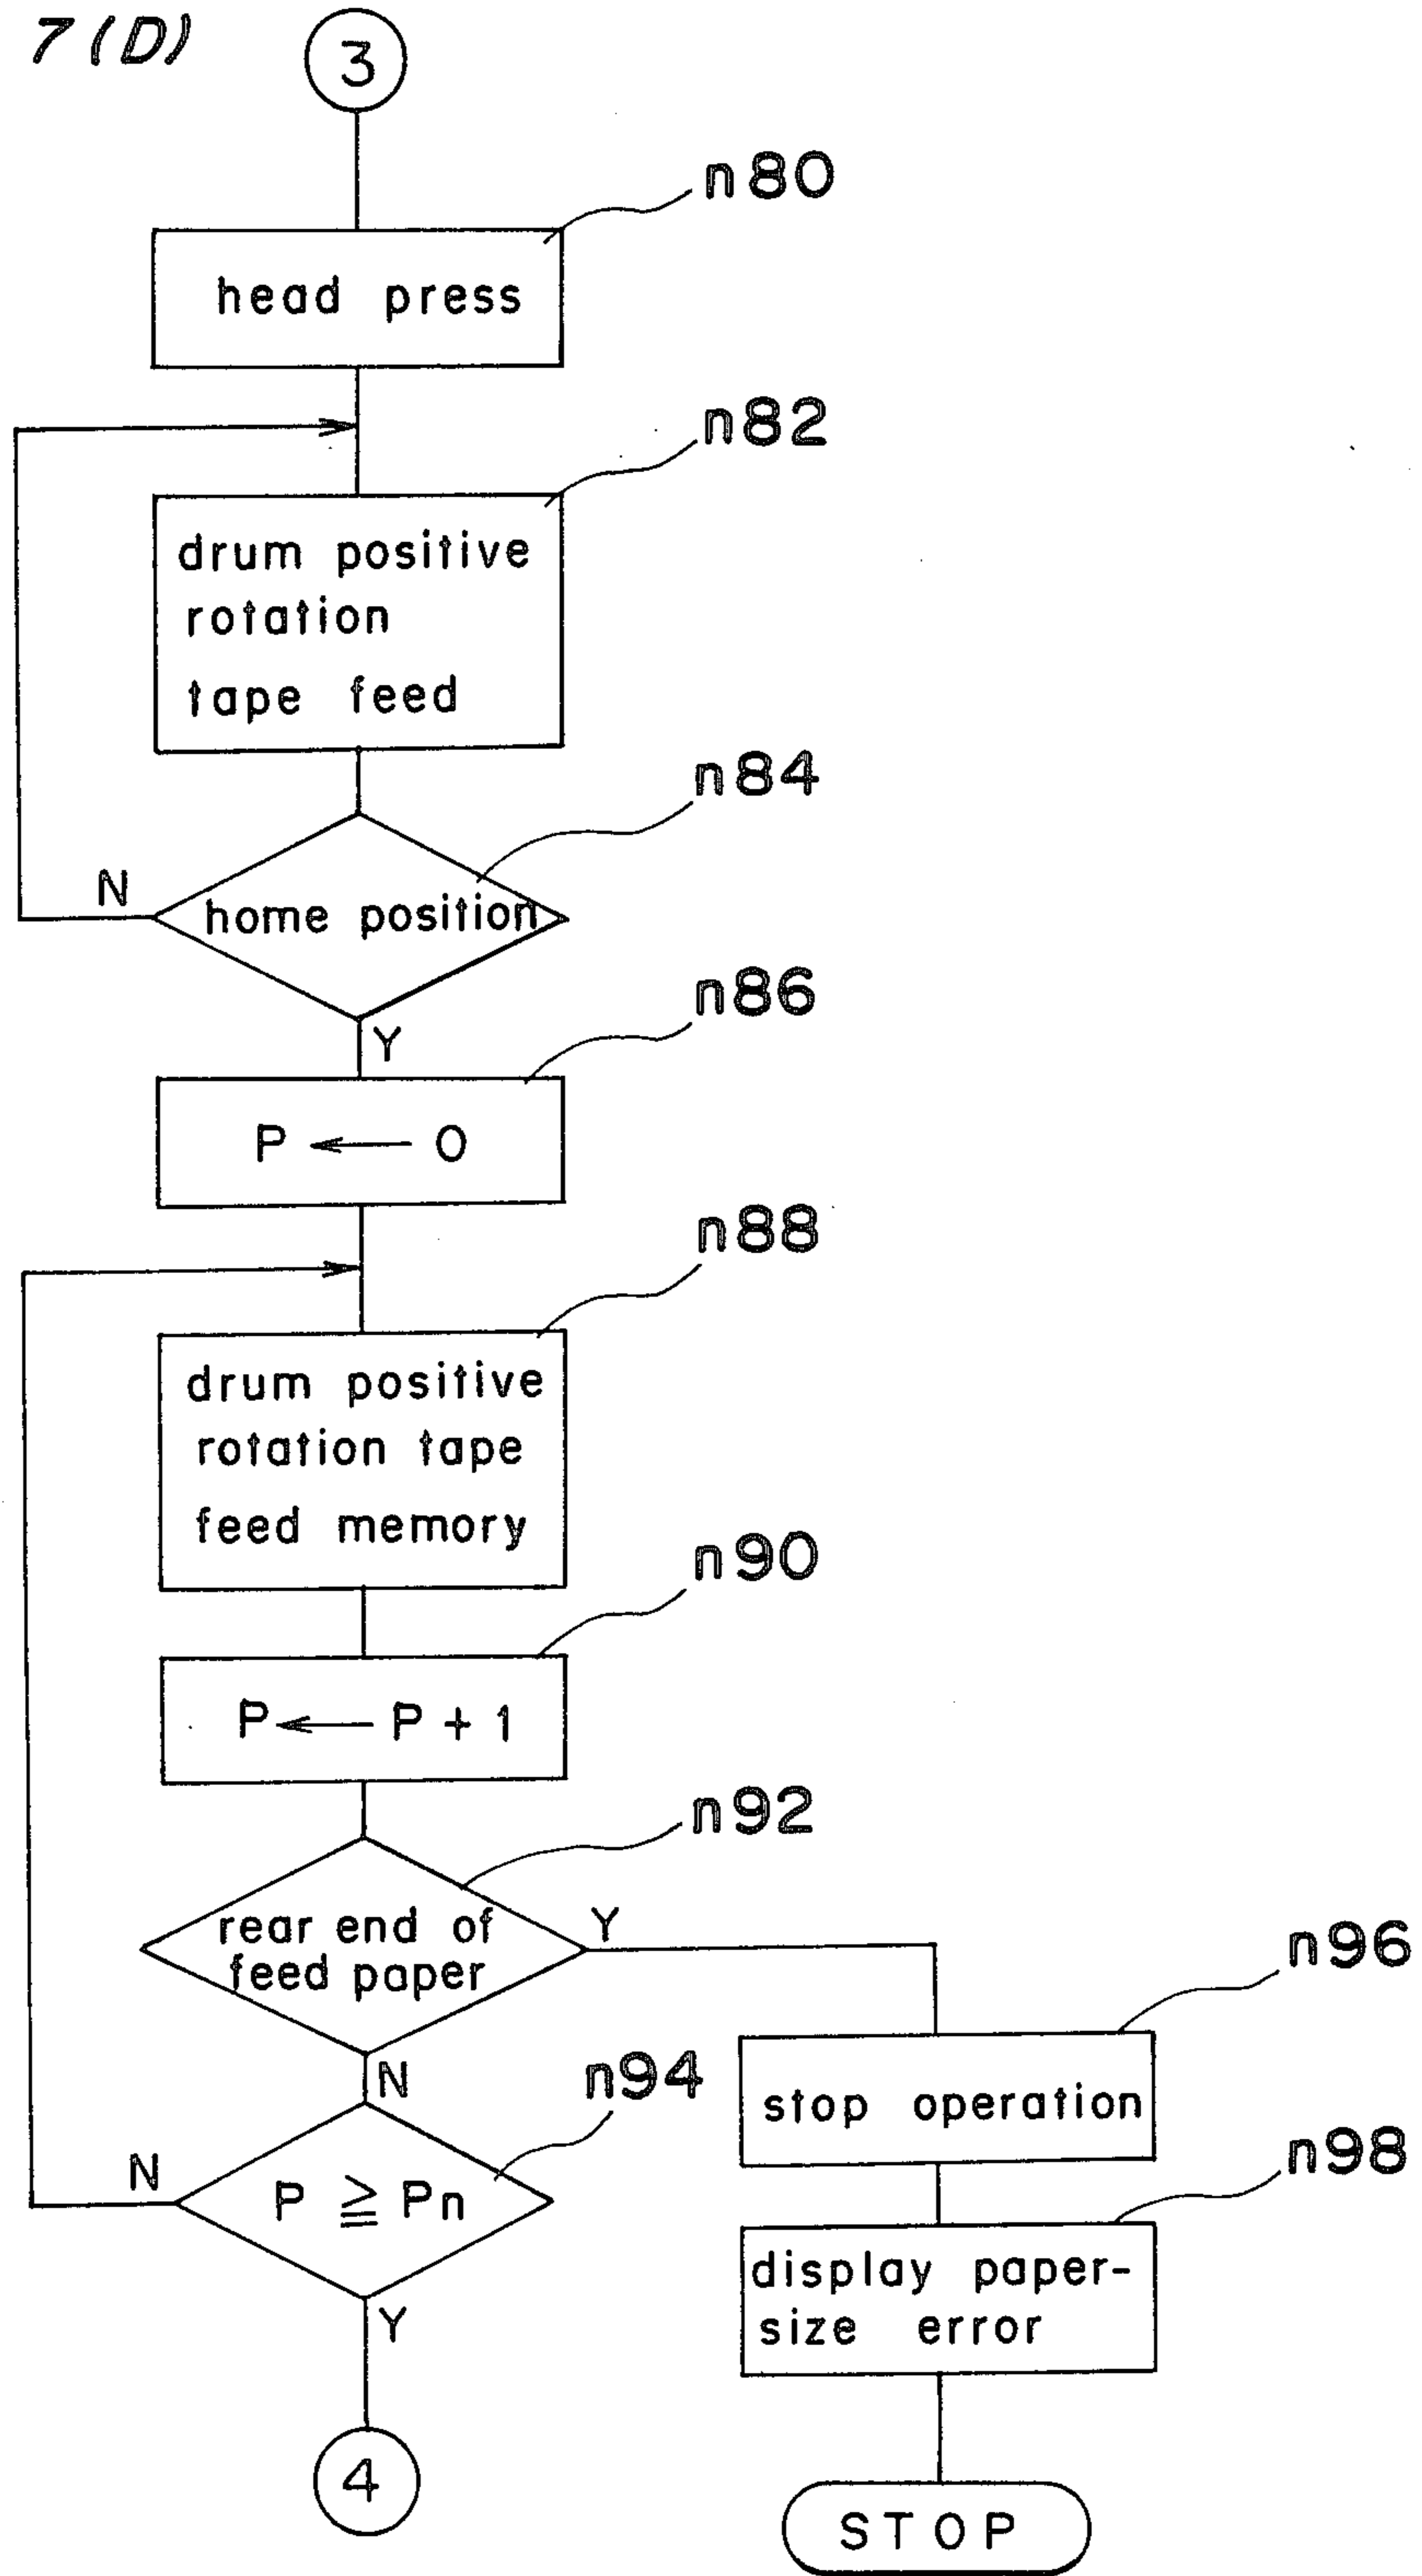 7 (D)
3
n80
head press
n82
drum positive
rotation
tape feed
n84
N
home position
Y
n86
P ← 0
n88
drum positive
rotation tape
feed memory
n90
P ← P + 1
n92
rear end of
feed paper
Y
N
n94
N
P ≧ Pn
Y
4
n96
stop operation
n98
display paper-
size error
STOP